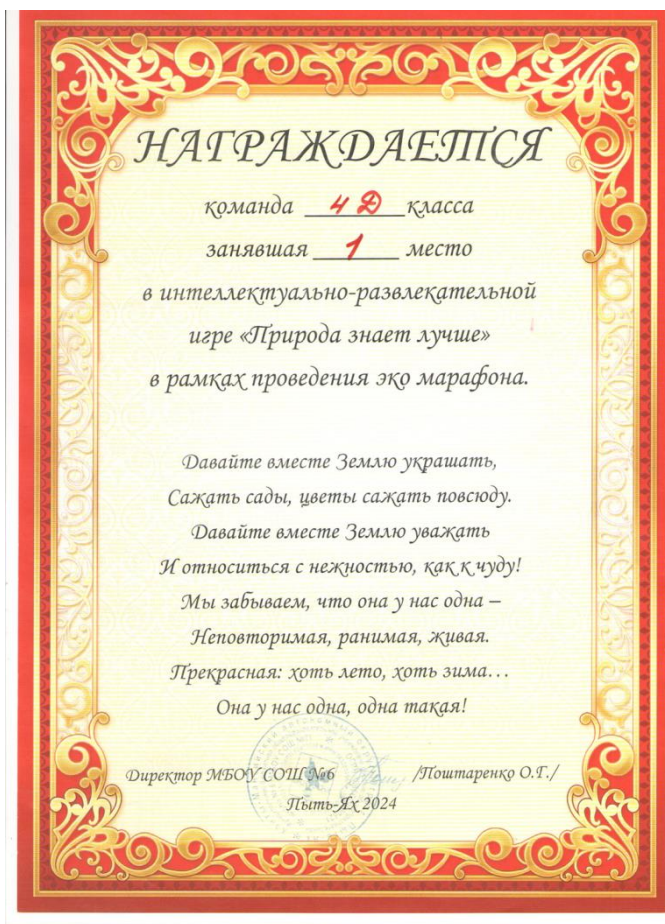 НАГРАЖДАЕТСЯ
команда 4 Д класса
занявшая 1 место
в интеллектуально-развлекательной
игре «Природа знает лучше»
в рамках проведения эко марафона.
Давайте вместе Землю украшать,
Сажать сады, цветы сажать повсюду.
Давайте вместе Землю уважать
И относиться с нежностью, как к чуду!
Мы забываем, что она у нас одна –
Неповторимая, ранимая, живая.
Прекрасная: хоть лето, хоть зима…
Она у нас одна, одна такая!
Директор МБОУ СОШ №6 /Поштаренко О.Г./
Пыть-Ях 2024